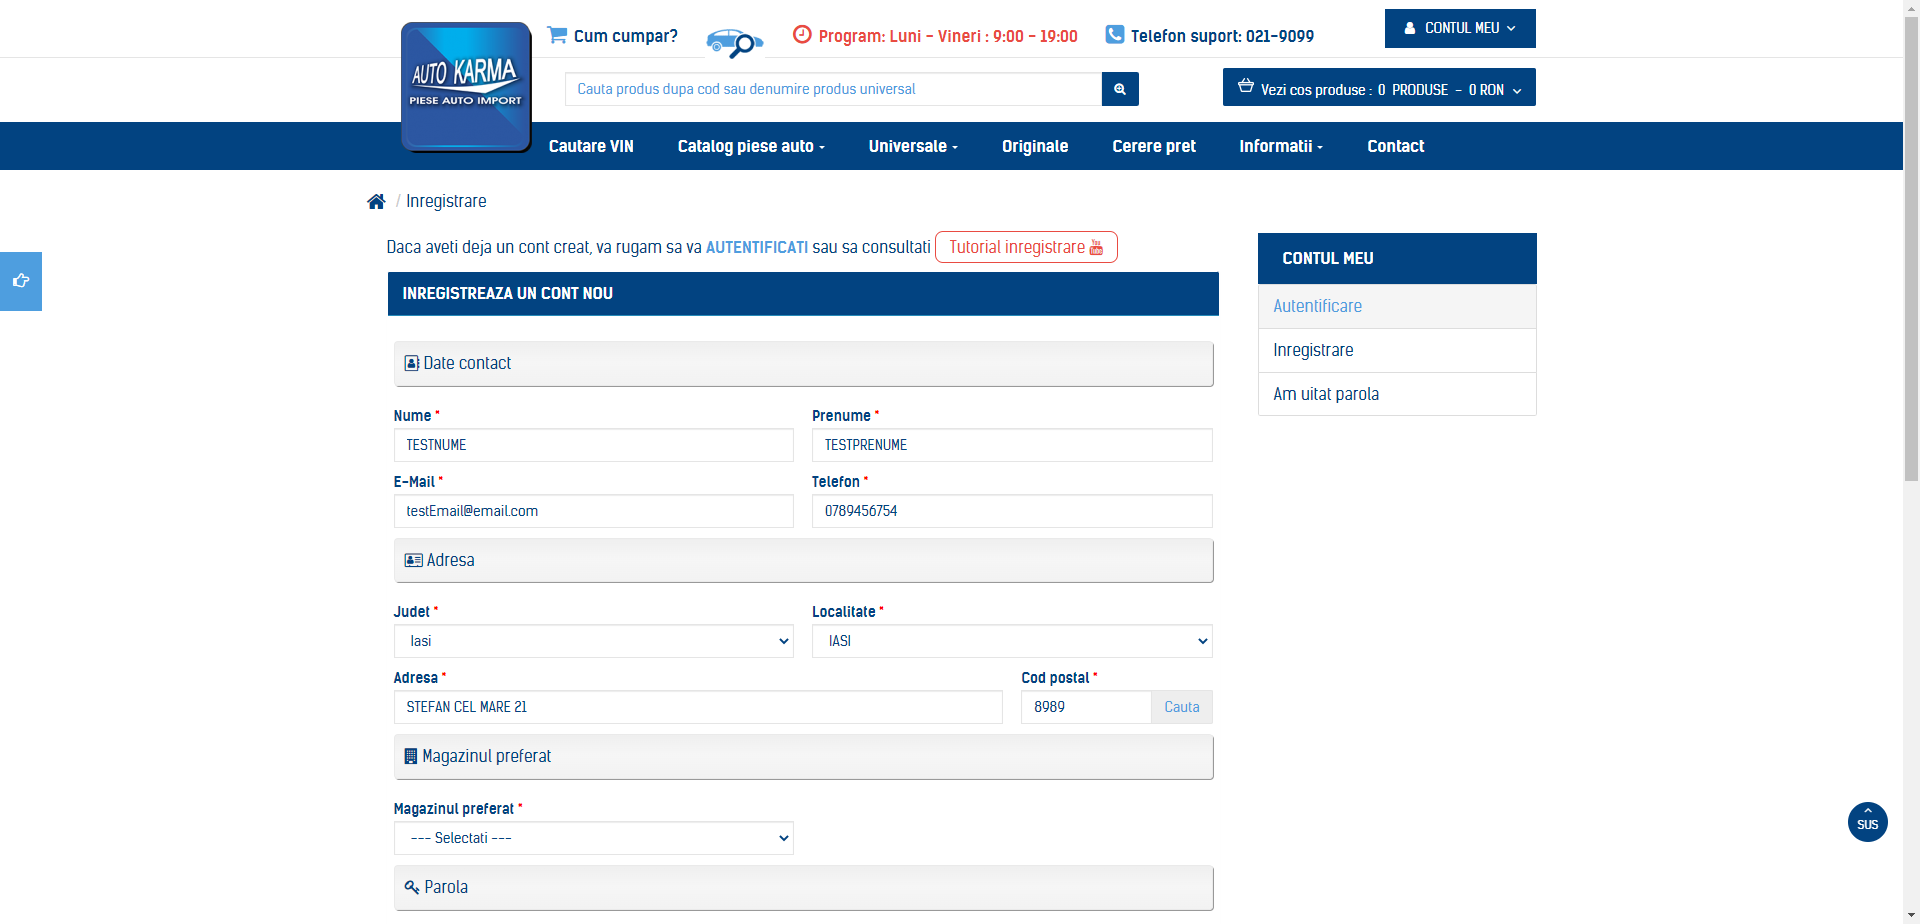 Cum cumpar?
Program: Luni - Vineri : 9:00 - 19:00
Telefon suport: 021-9099
CONTUL MEU
AUTO KARMA
PIESE AUTO IMPORT
Cauta produs dupa cod sau denumire produs universal
Vezi cos produse : 0 PRODUSE - 0 RON
Cautare VIN
Catalog piese auto
Universale
Originale
Cerere pret
Informatii
Contact
/ Inregistrare
Daca aveti deja un cont creat, va rugam sa va AUTENTIFICATI sau sa consultati Tutorial inregistrare You Tube
INREGISTREAZA UN CONT NOU
Date contact
Nume *
Prenume *
TESTNUME
TESTPRENUME
E-Mail *
Telefon *
testEmail@email.com
0789456754
Adresa
Judet *
Localitate *
Iasi
IASI
Adresa *
Cod postal *
STEFAN CEL MARE 21
8989
Cauta
Magazinul preferat
Magazinul preferat *
--- Selectati ---
Parola
CONTUL MEU
Autentificare
Inregistrare
Am uitat parola
SUS